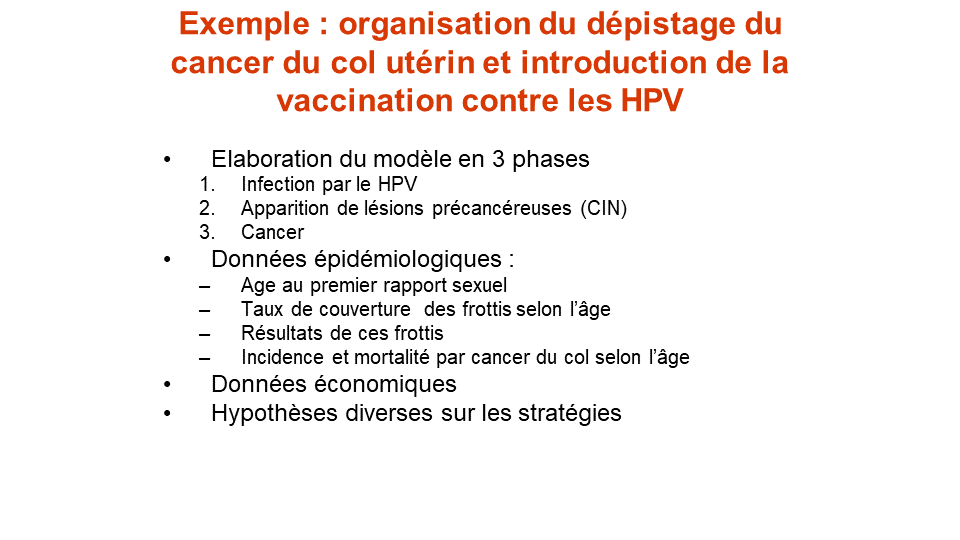 Exemple : organisation du dépistage du
cancer du col utérin et introduction de la
vaccination contre les HPV
• Elaboration du modèle en 3 phases
1. Infection par le HPV
2. Apparition de lésions précancéreuses (CIN)
3. Cancer
• Données épidémiologiques :
– Age au premier rapport sexuel
– Taux de couverture des frottis selon l’âge
– Résultats de ces frottis
– Incidence et mortalité par cancer du col selon l’âge
• Données économiques
• Hypothèses diverses sur les stratégies